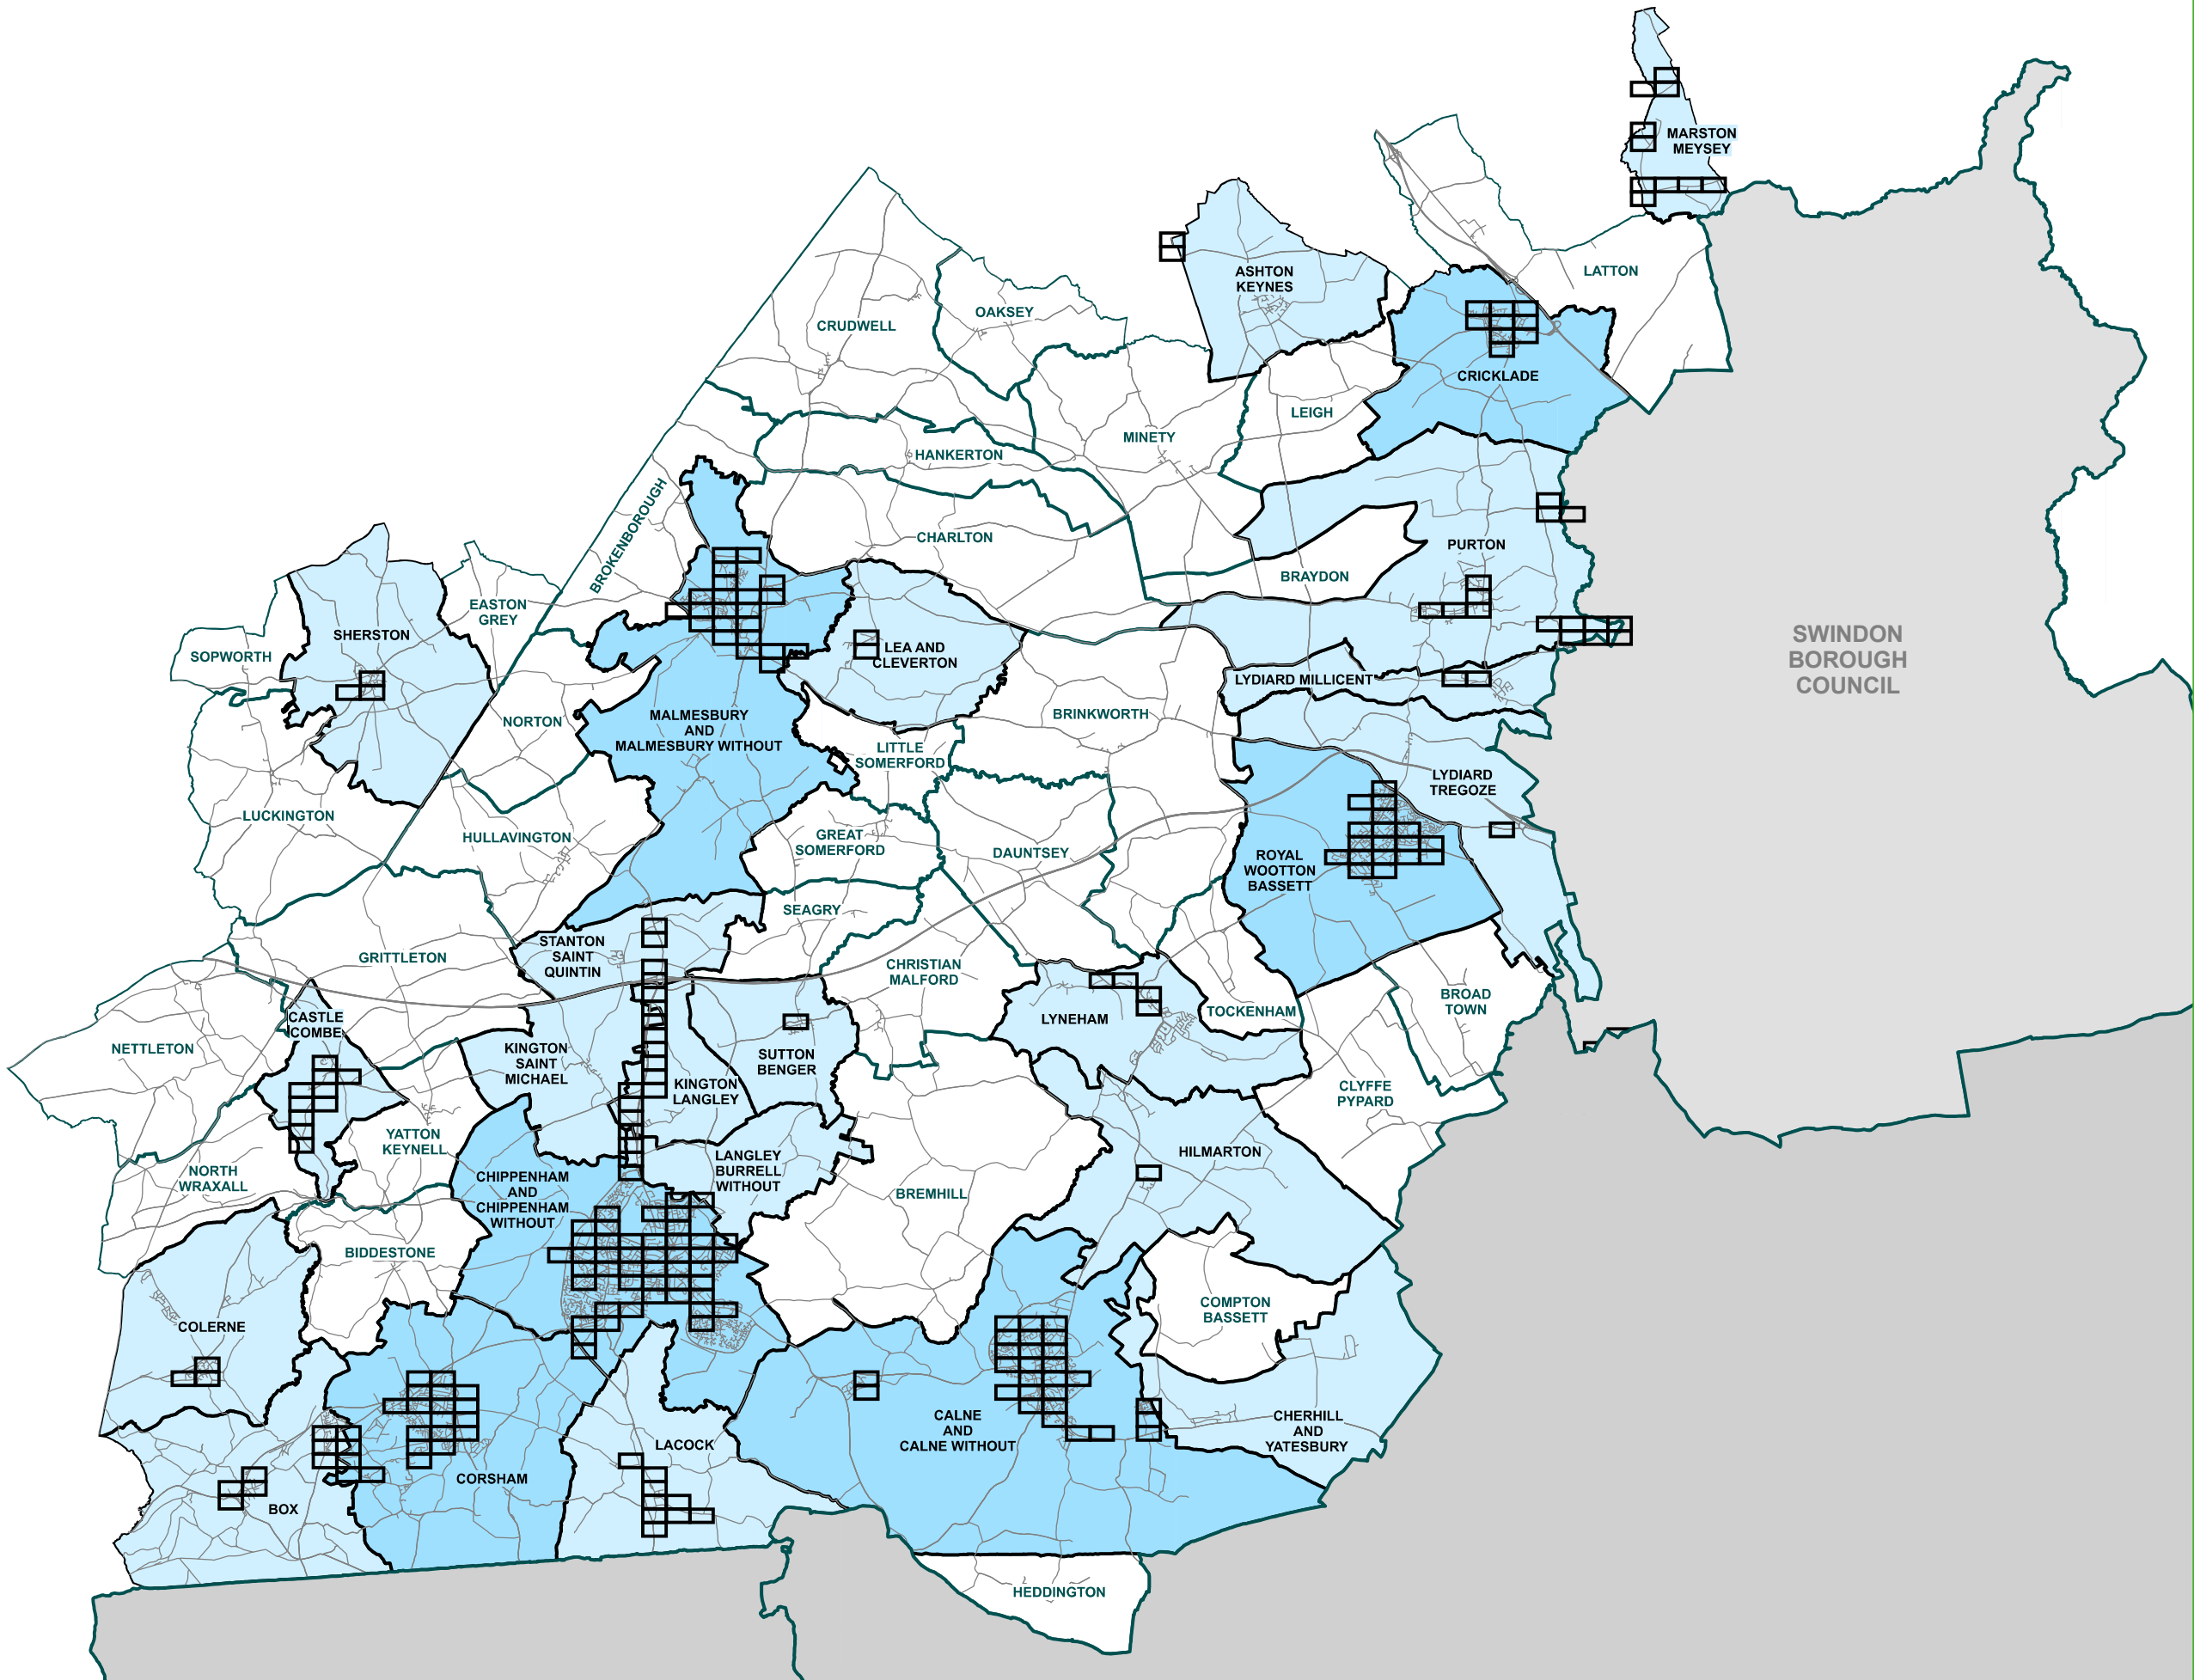 MARSTON
MEYSEY
LATTON
ASHTON
KEYNES
OAKSEY
CRUDWELL
CRICKLADE
LEIGH
MINETY
HANKERTON
BROKENBOROUGH
CHARLTON
PURTON
BRAYDON
EASTON
GREY
SHERSTON
SOPWORTH
LEA AND
CLEVERTON
SWINDON
BOROUGH
COUNCIL
LYDIARD MILLICENT
NORTON
MALMESBURY
AND
MALMESBURY WITHOUT
BRINKWORTH
LITTLE
SOMERFORD
LYDIARD
TREGOZE
LUCKINGTON
HULLAVINGTON
GREAT
SOMERFORD
DAUNTSEY
ROYAL
WOOTTON
BASSETT
SEAGRY
STANTON
SAINT
QUINTIN
GRITTLETON
CHRISTIAN
MALFORD
BROAD
TOWN
TOCKENHAM
LYNEHAM
CASTLE
COMBE
NETTLETON
KINGTON
SAINT
MICHAEL
SUTTON
BENGER
KINGTON
LANGLEY
CLYFFE
PYPARD
YATTON
KEYNELL
HILMARTON
NORTH
WRAXALL
LANGLEY
BURRELL
WITHOUT
CHIPPENHAM
AND
CHIPPENHAM
WITHOUT
BREMHILL
BIDDESTONE
COMPTON
BASSETT
COLERNE
CALNE
AND
CALNE WITHOUT
CHERHILL
AND
YATESBURY
LACOCK
CORSHAM
BOX
HEDDINGTON